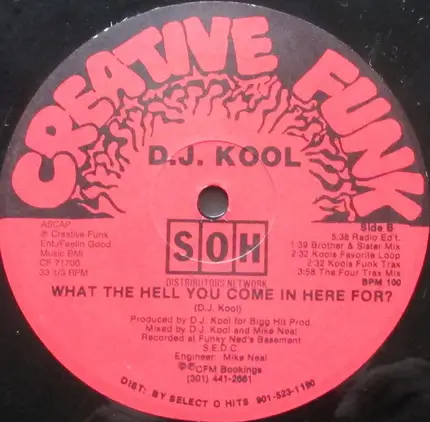 CREATIVE FUNK
D.J. KOOL
ASCAP
℗ Creative Funk
Ent./Feelin Good
Music BMI
CF 71700
33 1/3 RPM
SOH
DISTRIBUTORS NETWORK
Side B
5:38 Radio Edit.
1:39 Brother & Sister Mix
2:32 Kools Favorite Loop
2:32 Kools Funk Trax
3:58 The Four Trax Mix
BPM 100
WHAT THE HELL YOU COME IN HERE FOR?
(D.J. Kool)
Produced by D.J. Kool for Bigg Hit Prod.
Mixed by D.J. Kool and Mike Neal
Recorded at Funky Ned's Basement
S.E.D.C.
Engineer: Mike Neal
℗©CFM Bookings
(301) 441-2661
DIST: BY SELECT O HITS 901-523-1190